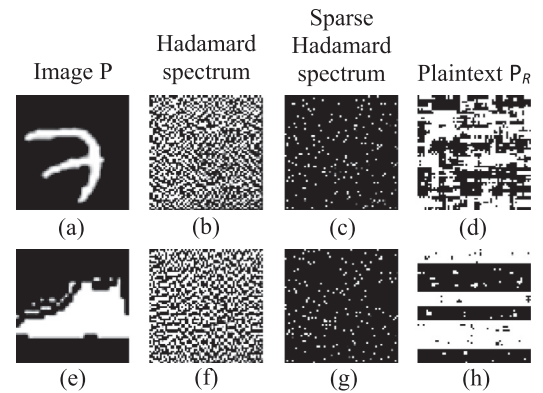 Image P
Hadamard
spectrum
Sparse
Hadamard
spectrum
Plaintext P_R
(a)
(b)
(c)
(d)
(e)
(f)
(g)
(h)